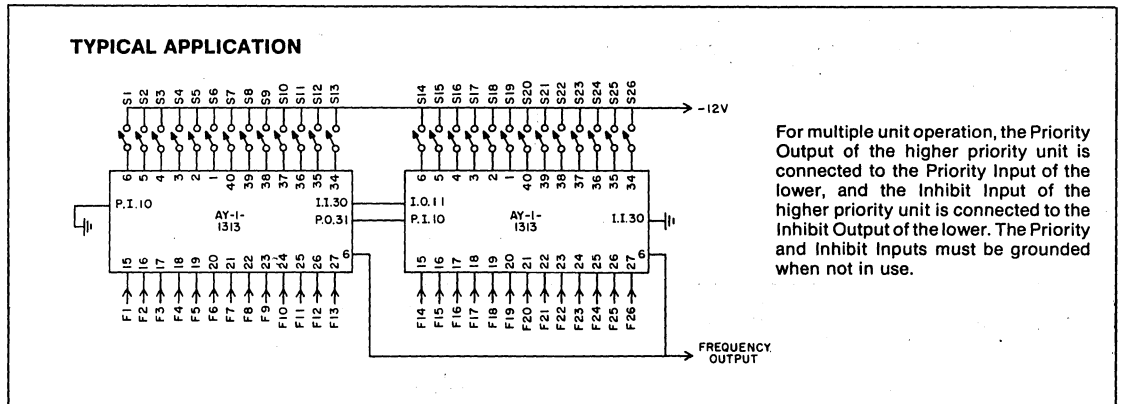 TYPICAL APPLICATION
S1 S2 S3 S4 S5 S6 S7 S8 S9 S10 S11 S12 S13 S14 S15 S16 S17 S18 S19 S20 S21 S22 S23 S24 S25 S26
-12V
6 5 4 3 2 1 40 39 38 37 36 35 34 6 5 4 3 2 1 40 39 38 37 36 35 34
P.I.10 I.I.30 I.O.11
AY-1-1313 P.O.31 P.I.10 AY-1-1313 I.I.30
6 6
15 16 17 18 19 20 21 22 23 24 25 26 27 15 16 17 18 19 20 21 22 23 24 25 26 27
F1 F2 F3 F4 F5 F6 F7 F8 F9 F10 F11 F12 F13 F14 F15 F16 F17 F18 F19 F20 F21 F22 F23 F24 F25 F26
FREQUENCY
OUTPUT
For multiple unit operation, the Priority
Output of the higher priority unit is
connected to the Priority Input of the
lower, and the Inhibit Input of the
higher priority unit is connected to the
Inhibit Output of the lower. The Priority
and Inhibit Inputs must be grounded
when not in use.